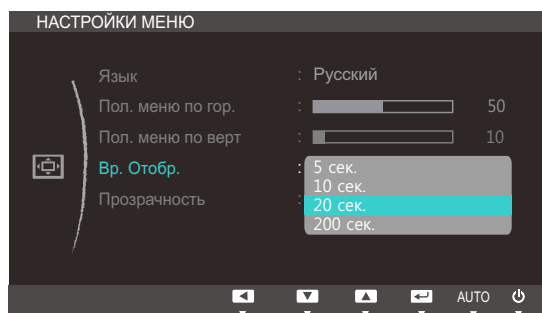 НАСТРОЙКИ МЕНЮ
Язык : Русский
Пол. меню по гор. : 50
Пол. меню по верт : 10
Вр. Отобр. : 5 сек.
10 сек.
Прозрачность : 20 сек.
200 сек.
AUTO